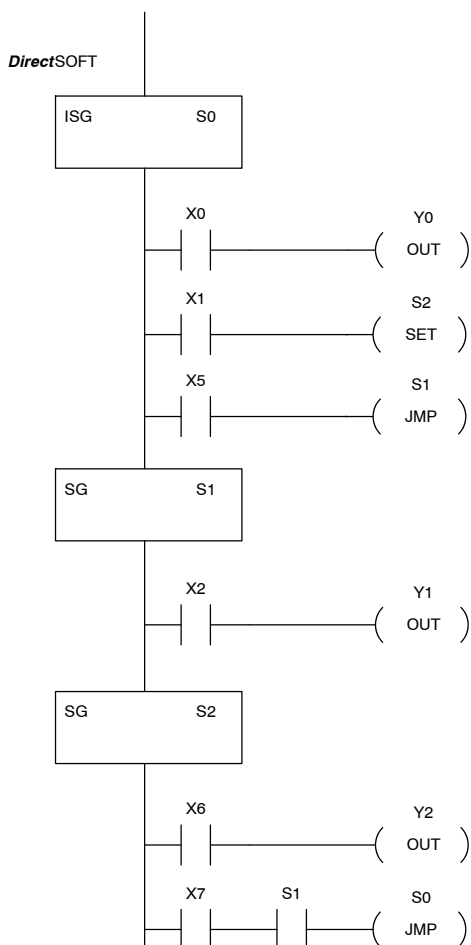 DirectSOFT
ISG S0
X0 Y0
OUT
X1 S2
SET
X5 S1
JMP
SG S1
X2 Y1
OUT
SG S2
X6 Y2
OUT
X7 S1 S0
JMP